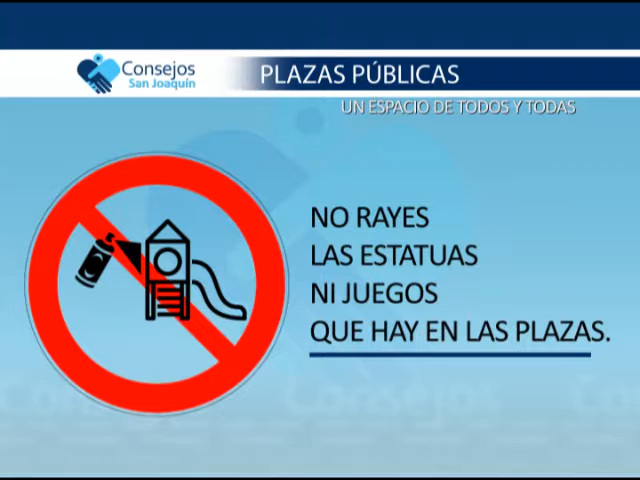 Consejos
San Joaquín
PLAZAS PÚBLICAS
UN ESPACIO DE TODOS Y TODAS
NO RAYES
LAS ESTATUAS
NI JUEGOS
QUE HAY EN LAS PLAZAS.
Consejos